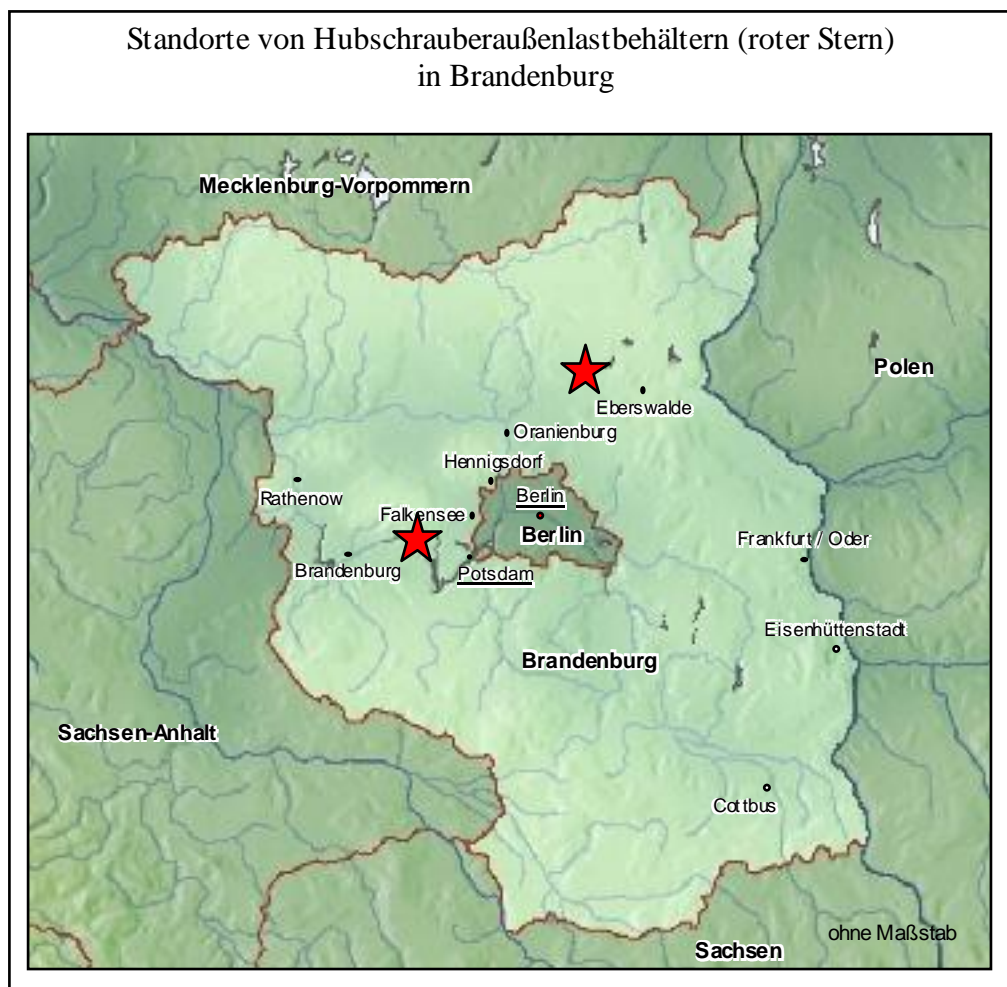 Standorte von Hubschrauberaußenlastbehältern (roter Stern)
in Brandenburg
Mecklenburg-Vorpommern
Polen
Eberswalde
Oranienburg
Hennigsdorf
Rathenow
Berlin
Falkensee
Berlin
Frankfurt / Oder
Brandenburg
Potsdam
Eisenhüttenstadt
Brandenburg
Sachsen-Anhalt
Cottbus
ohne Maßstab
Sachsen